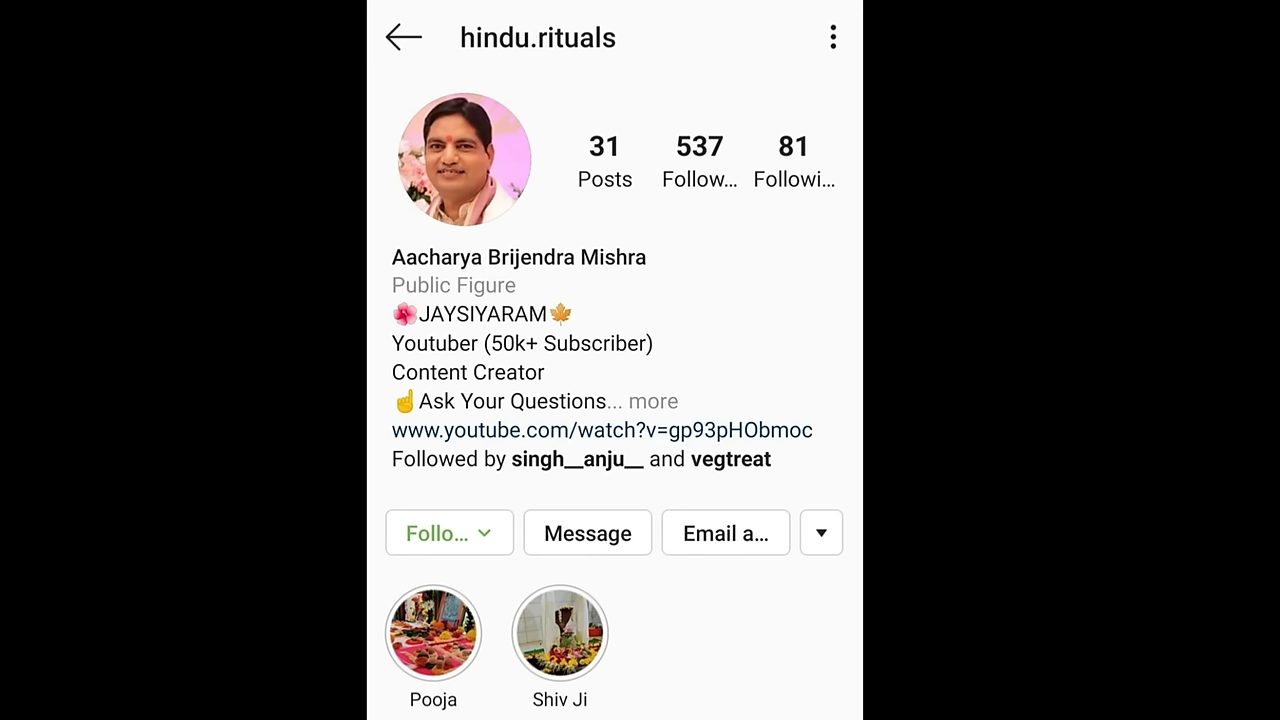 hindu.rituals
31 537 81
Posts Follow... Followi...
Aacharya Brijendra Mishra
Public Figure
🌺JAYSIYARAM🍁
Youtuber (50k+ Subscriber)
Content Creator
☝Ask Your Questions... more
www.youtube.com/watch?v=gp93pHObmoc
Followed by singh__anju__ and vegtreat
Follo... Message Email a...
Pooja Shiv Ji